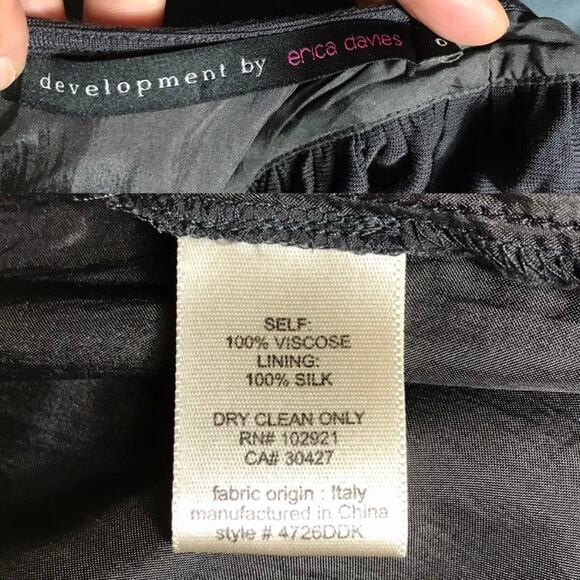 development by erica davies
6
SELF:
100% VISCOSE
LINING:
100% SILK
DRY CLEAN ONLY
RN# 102921
CA# 30427
fabric origin : Italy
manufactured in China
style # 4726DDK